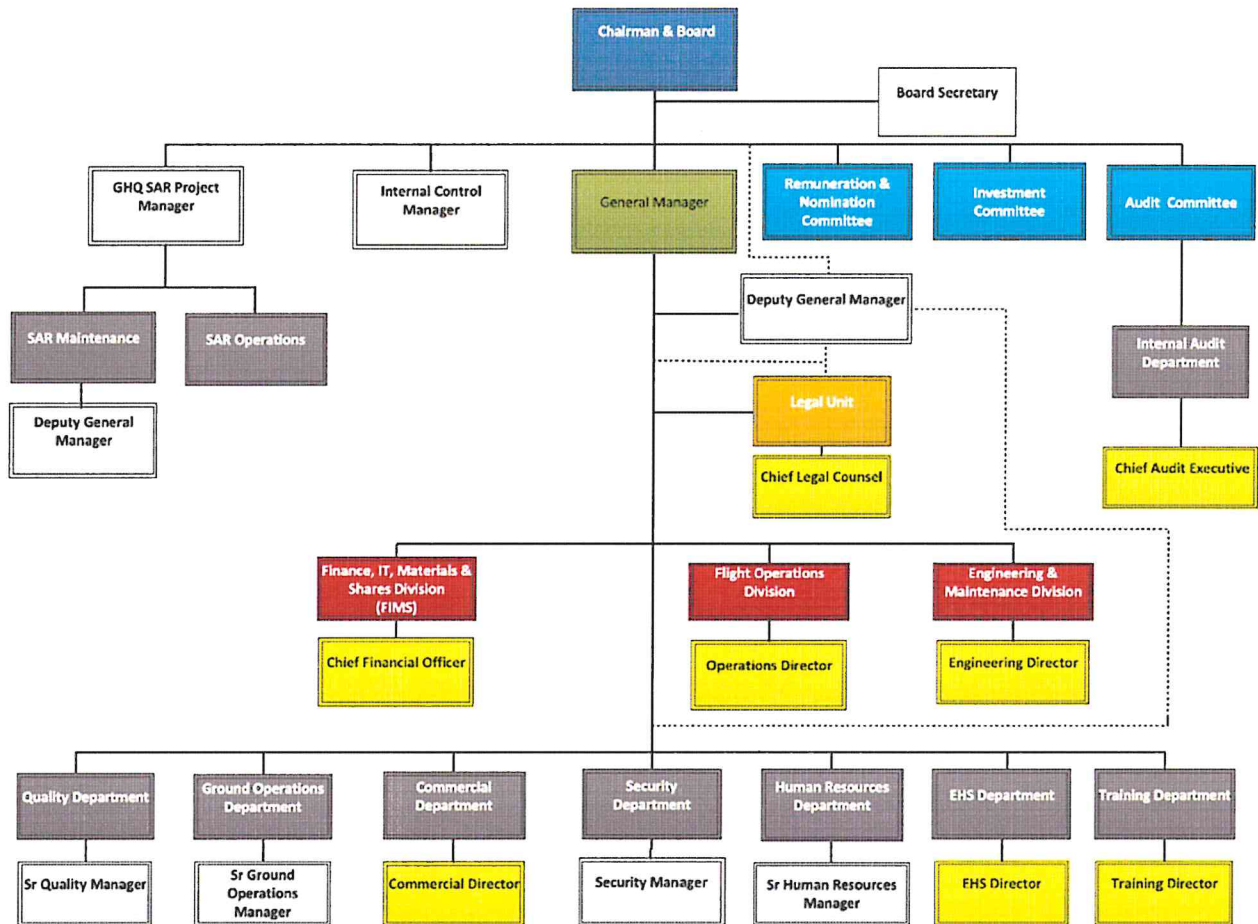 Chairman & Board
Board Secretary
GHQ SAR Project
Manager
Internal Control
Manager
General Manager
Remuneration &
Nomination
Committee
Investment
Committee
Audit Committee
Deputy General Manager
SAR Maintenance
SAR Operations
Internal Audit
Department
Deputy General
Manager
Legal Unit
Chief Legal Counsel
Chief Audit Executive
Finance, IT, Materials &
Shares Division
(FIMS)
Flight Operations
Division
Engineering &
Maintenance Division
Chief Financial Officer
Operations Director
Engineering Director
Quality Department
Ground Operations
Department
Commercial
Department
Security
Department
Human Resources
Department
EHS Department
Training Department
Sr Quality Manager
Sr Ground
Operations
Manager
Commercial Director
Security Manager
Sr Human Resources
Manager
EHS Director
Training Director